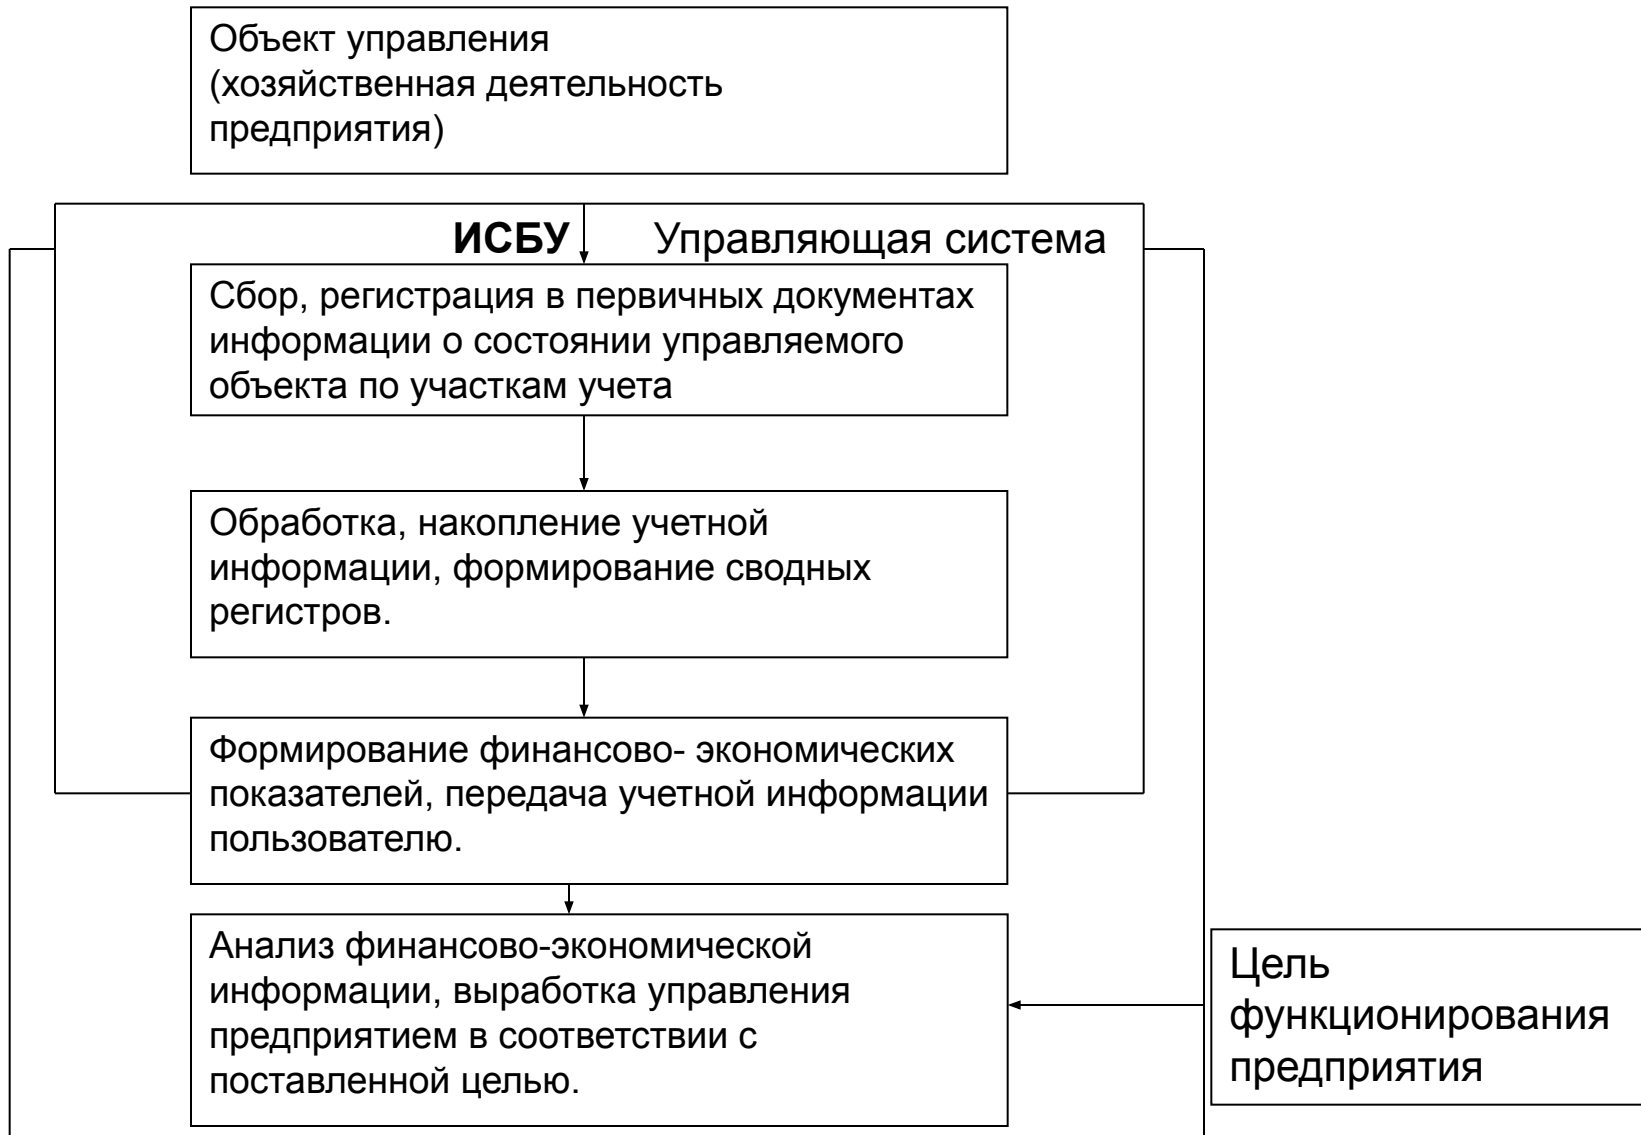 Объект управления
(хозяйственная деятельность
предприятия)
ИСБУ Управляющая система
Сбор, регистрация в первичных документах
информации о состоянии управляемого
объекта по участкам учета
Обработка, накопление учетной
информации, формирование сводных
регистров.
Формирование финансово- экономических
показателей, передача учетной информации
пользователю.
Анализ финансово-экономической
информации, выработка управления
предприятием в соответствии с
поставленной целью.
Цель
функционирования
предприятия